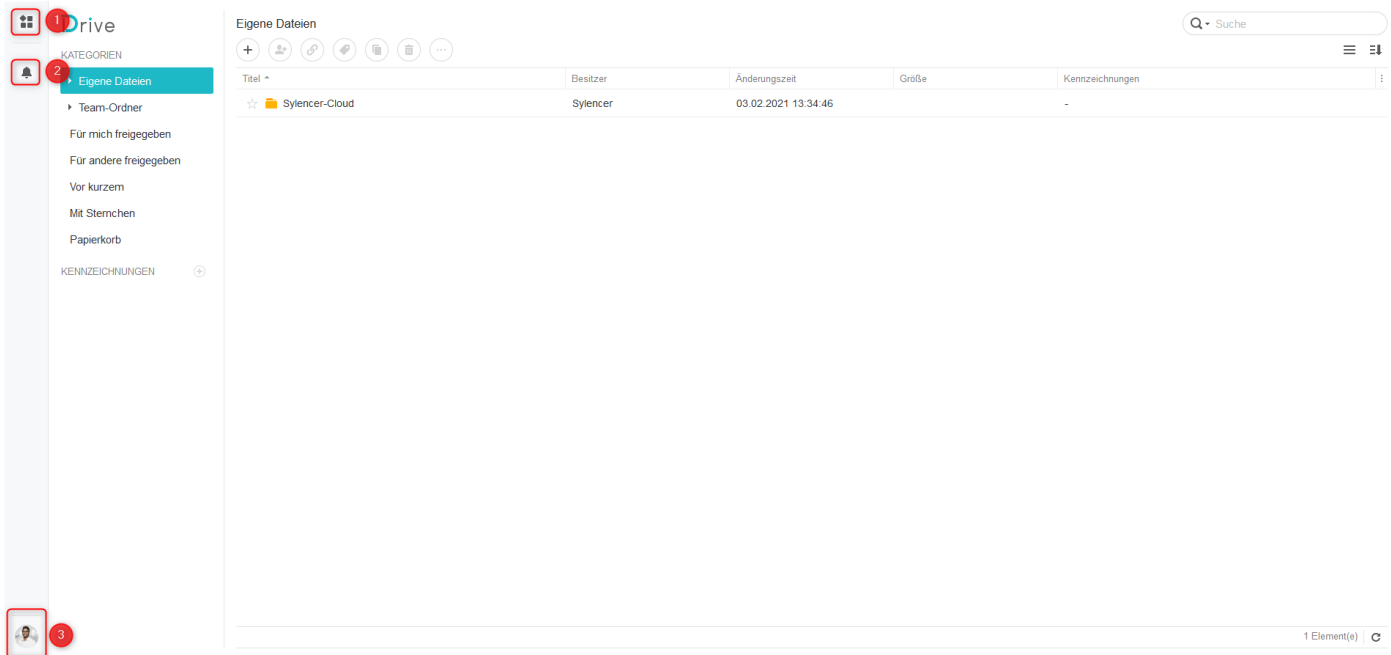 1
Drive
2
KATEGORIEN
Eigene Dateien
Team-Ordner
Für mich freigegeben
Für andere freigegeben
Vor kurzem
Mit Sternchen
Papierkorb
KENNZEICHNUNGEN
3
Eigene Dateien
Suche
Titel Besitzer Änderungszeit Größe Kennzeichnungen
Sylencer-Cloud Sylencer 03.02.2021 13:34:46 -
1 Element(e)